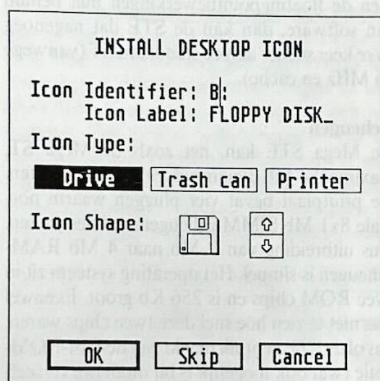 INSTALL DESKTOP ICON
Icon Identifier: B:
Icon Label: FLOPPY DISK_
Icon Type:
Drive Trash can Printer
Icon Shape:
OK Skip Cancel